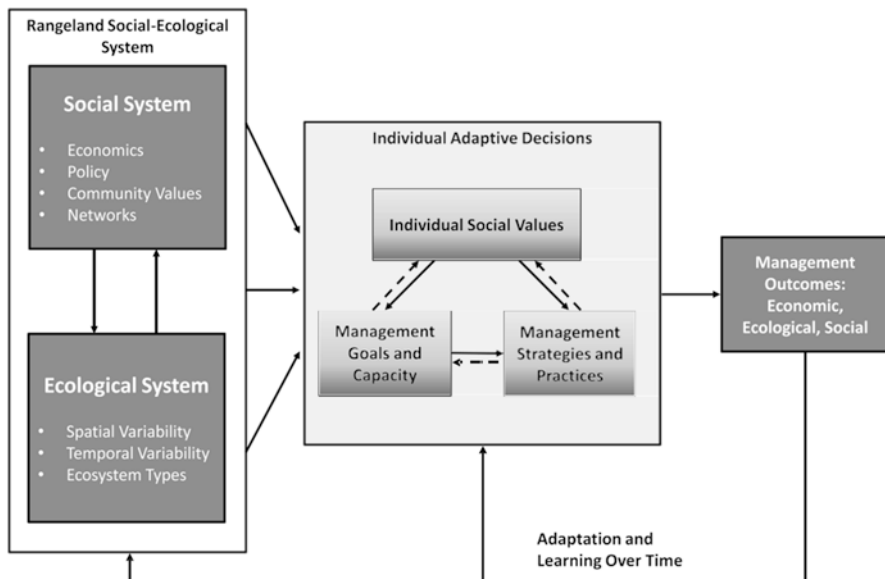 Rangeland Social-Ecological
System
Social System
• Economics
• Policy
• Community Values
• Networks
Ecological System
• Spatial Variability
• Temporal Variability
• Ecosystem Types
Individual Adaptive Decisions
Individual Social Values
Management
Goals and
Capacity
Management
Strategies and
Practices
Management
Outcomes:
Economic,
Ecological, Social
Adaptation and
Learning Over Time